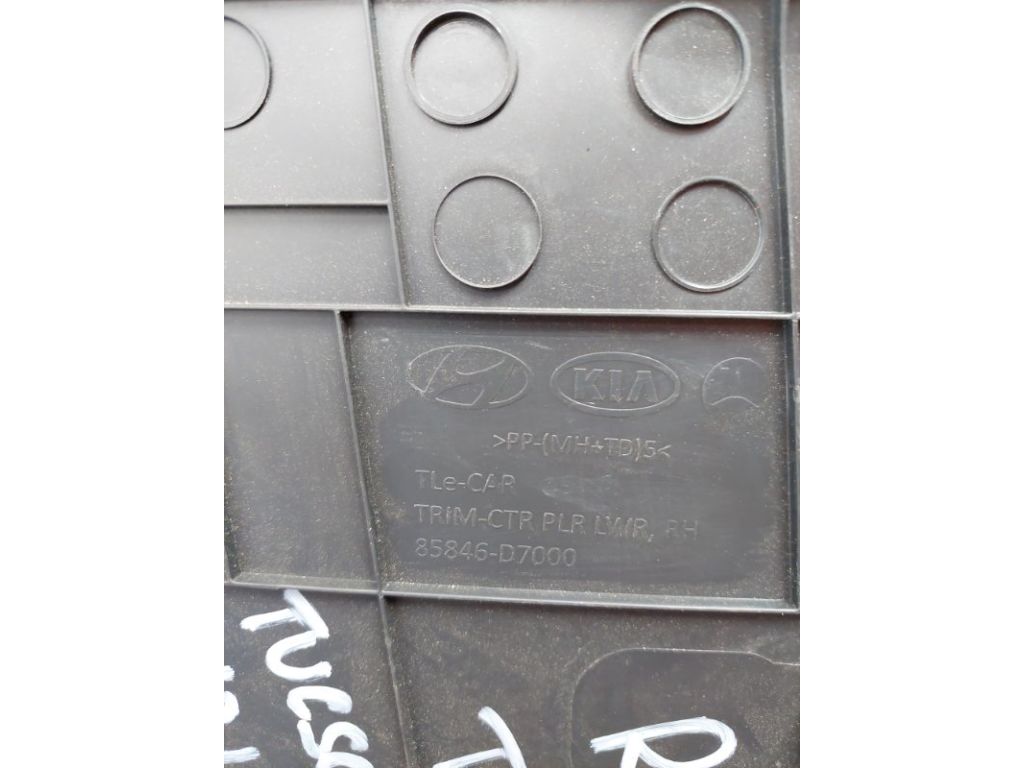 KIA
>PP-(MH+TD)5<
TLe-CAR
TRIM-CTR PLR LWR, RH
85846-D7000
R
T